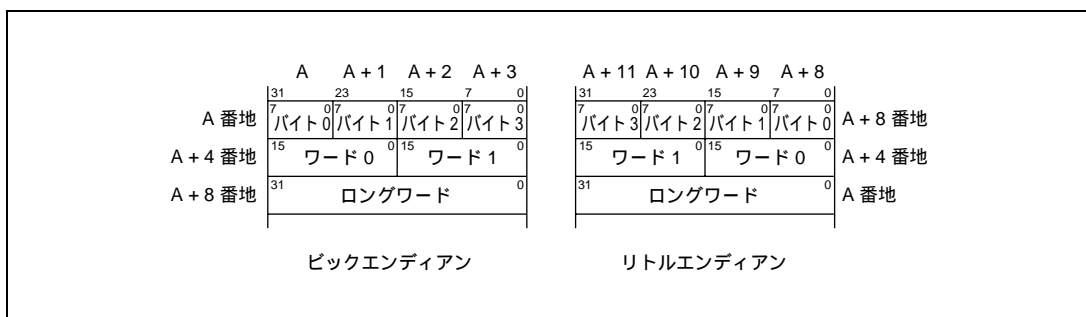 A A + 1 A + 2 A + 3 A + 11 A + 10 A + 9 A + 8
31 23 15 7 0 31 23 15 7 0
A 番地 7 バイト 0 0 7 バイト 1 0 7 バイト 2 0 7 バイト 3 0 7 バイト 3 0 7 バイト 2 0 7 バイト 1 0 7 バイト 0 0 A + 8 番地
A + 4 番地 15 ワード 0 0 15 ワード 1 0 15 ワード 1 0 15 ワード 0 0 A + 4 番地
A + 8 番地 31 ロングワード 0 31 ロングワード 0 A 番地
ビックエンディアン リトルエンディアン